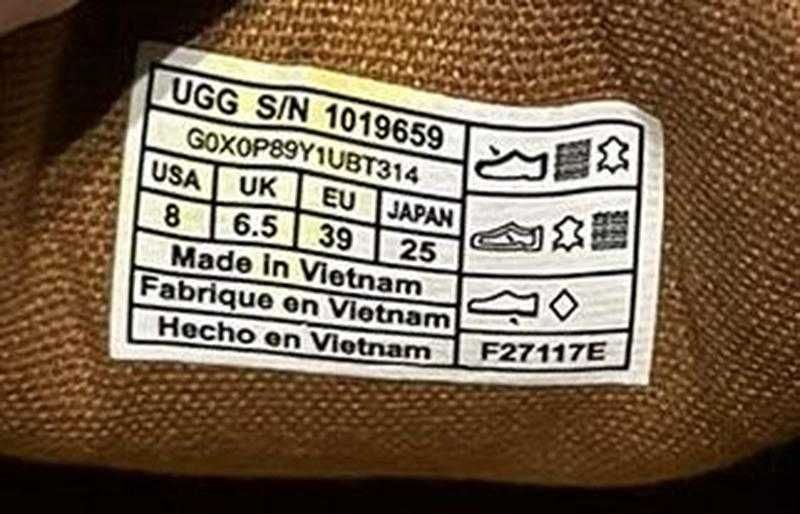 UGG S/N 1019659
G0X0P89Y1UBT314
USA UK EU JAPAN
8 6.5 39 25
Made in Vietnam
Fabrique en Vietnam
Hecho en Vietnam
F27117E